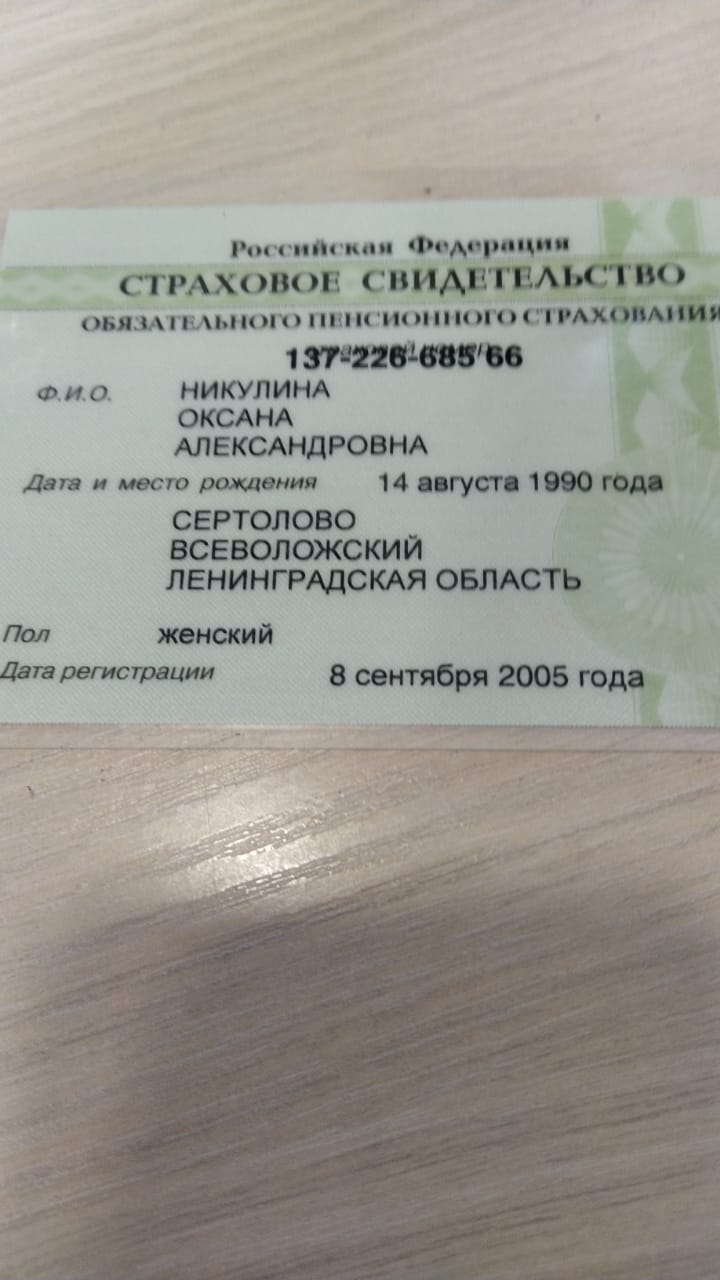 Российская Федерация
СТРАХОВОЕ СВИДЕТЕЛЬСТВО
ОБЯЗАТЕЛЬНОГО ПЕНСИОННОГО СТРАХОВАНИЯ
137-226-685 66
Ф.И.О. НИКУЛИНА
ОКСАНА
АЛЕКСАНДРОВНА
Дата и место рождения 14 августа 1990 года
СЕРТОЛОВО
ВСЕВОЛОЖСКИЙ
ЛЕНИНГРАДСКАЯ ОБЛАСТЬ
Пол женский
Дата регистрации 8 сентября 2005 года